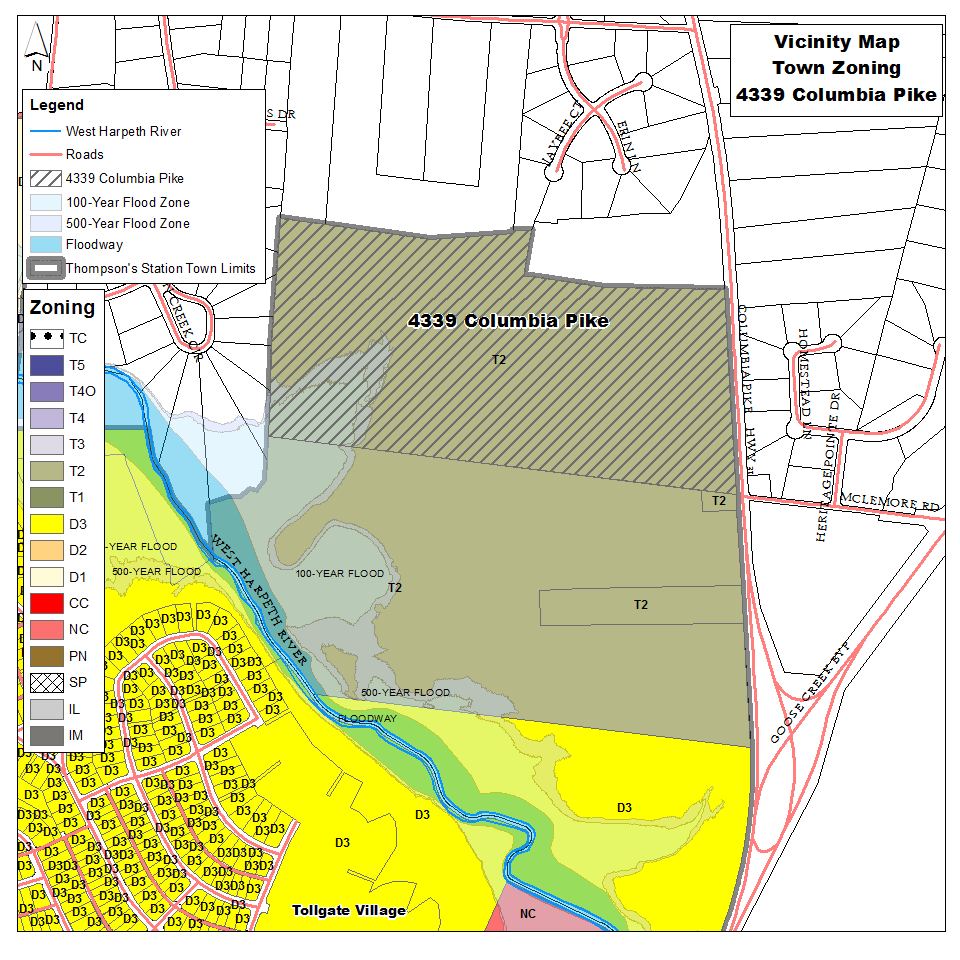 Vicinity Map
Town Zoning
4339 Columbia Pike
N
Legend
West Harpeth River
Roads
4339 Columbia Pike
100-Year Flood Zone
500-Year Flood Zone
Floodway
Thompson's Station Town Limits
Zoning
TC
T5
T4O
T4
T3
T2
T1
D3
D2
D1
CC
NC
PN
SP
IL
IM
S DR
JAYBEE CT
ERIN LN
CREEK CIR
4339 Columbia Pike
T2
COLUMBIA PIKE HWY 31
HOMESTEAD LN
HERITAGE POINTE DR
MCLEMORE RD
T2
-YEAR FLOOD
500-YEAR FLOOD
WEST HARPETH RIVER
100-YEAR FLOOD
T2
T2
500-YEAR FLOOD
FLOODWAY
GOOSE CREEK BYP
D3
D3
D3
Tollgate Village
NC